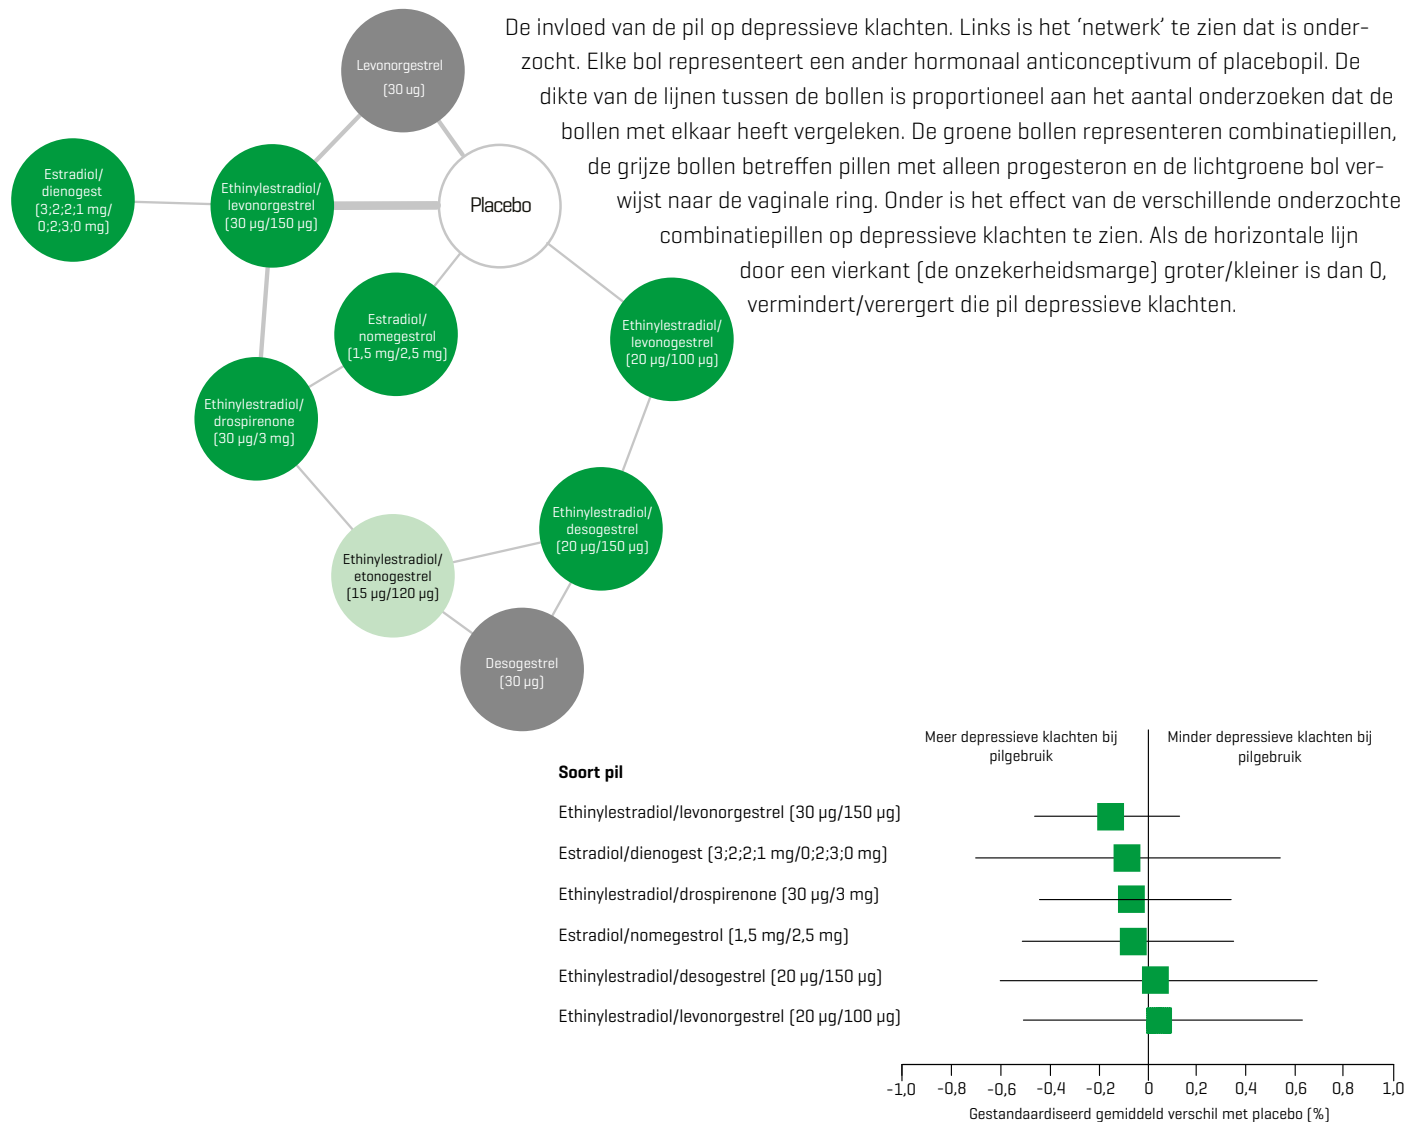 De invloed van de pil op depressieve klachten. Links is het ‘netwerk’ te zien dat is onder-
zocht. Elke bol representeert een ander hormonaal anticonceptivum of placebopil. De
dikte van de lijnen tussen de bollen is proportioneel aan het aantal onderzoeken dat de
bollen met elkaar heeft vergeleken. De groene bollen representeren combinatiepillen,
de grijze bollen betreffen pillen met alleen progesteron en de lichtgroene bol ver-
wijst naar de vaginale ring. Onder is het effect van de verschillende onderzochte
combinatiepillen op depressieve klachten te zien. Als de horizontale lijn
door een vierkant (de onzekerheidsmarge) groter/kleiner is dan 0,
vermindert/verergert die pil depressieve klachten.
Levonorgestrel
(30 ug)
Estradiol/
dienogest
(3;2;2;1 mg/
0;2;3;0 mg)
Ethinylestradiol/
levonorgestrel
(30 µg/150 µg)
Placebo
Estradiol/
nomegestrol
(1,5 mg/2,5 mg)
Ethinylestradiol/
levonogestrel
(20 µg/100 µg)
Ethinylestradiol/
drospirenone
(30 µg/3 mg)
Ethinylestradiol/
desogestrel
(20 µg/150 µg)
Ethinylestradiol/
etonogestrel
(15 µg/120 µg)
Desogestrel
(30 µg)
Meer depressieve klachten bij
pilgebruik
Minder depressieve klachten bij
pilgebruik
Soort pil
Ethinylestradiol/levonorgestrel (30 µg/150 µg)
Estradiol/dienogest (3;2;2;1 mg/0;2;3;0 mg)
Ethinylestradiol/drospirenone (30 µg/3 mg)
Estradiol/nomegestrol (1,5 mg/2,5 mg)
Ethinylestradiol/desogestrel (20 µg/150 µg)
Ethinylestradiol/levonorgestrel (20 µg/100 µg)
-1,0 -0,8 -0,6 -0,4 -0,2 0 0,2 0,4 0,6 0,8 1,0
Gestandaardiseerd gemiddeld verschil met placebo (%)